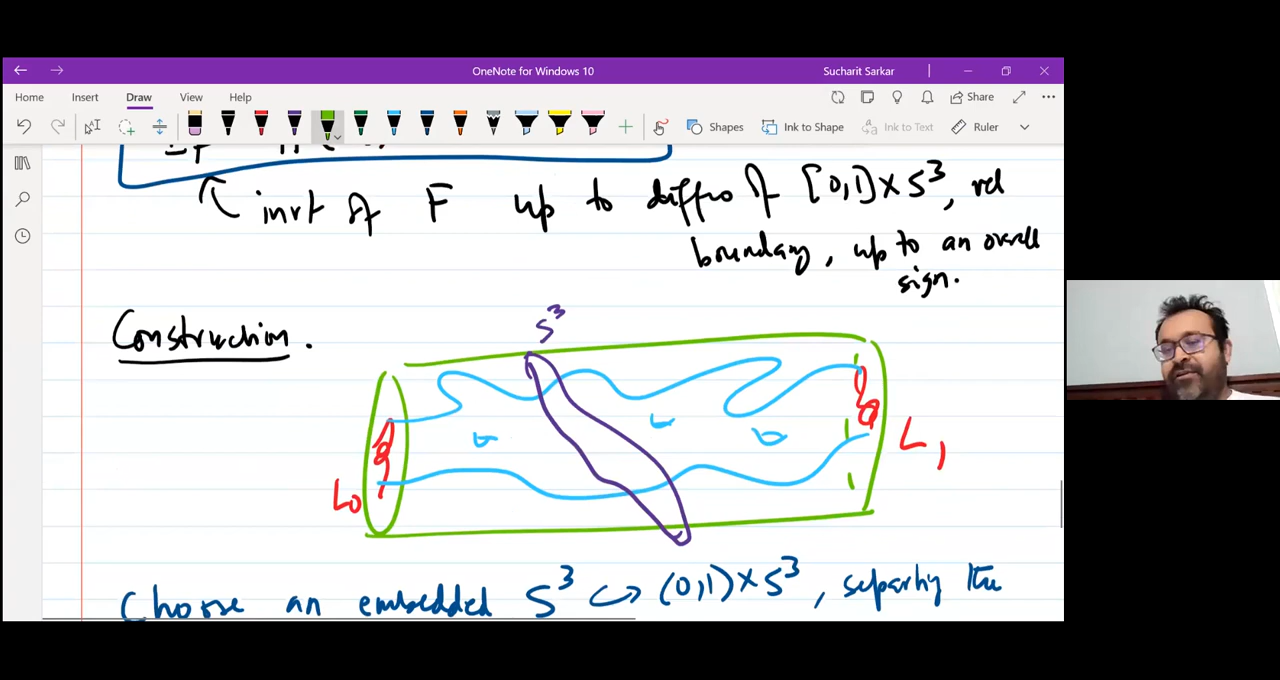 OneNote for Windows 10
Sucharit Sarkar
Home Insert Draw View Help
Share
Shapes Ink to Shape Ink to Text Ruler
invt of F up to diffeo of [0,1]×S³, rel
boundary, up to an overall
sign.
Construction.
S³
L₀
L₁
Choose an embedded S³ ↪ (0,1)×S³, separating the